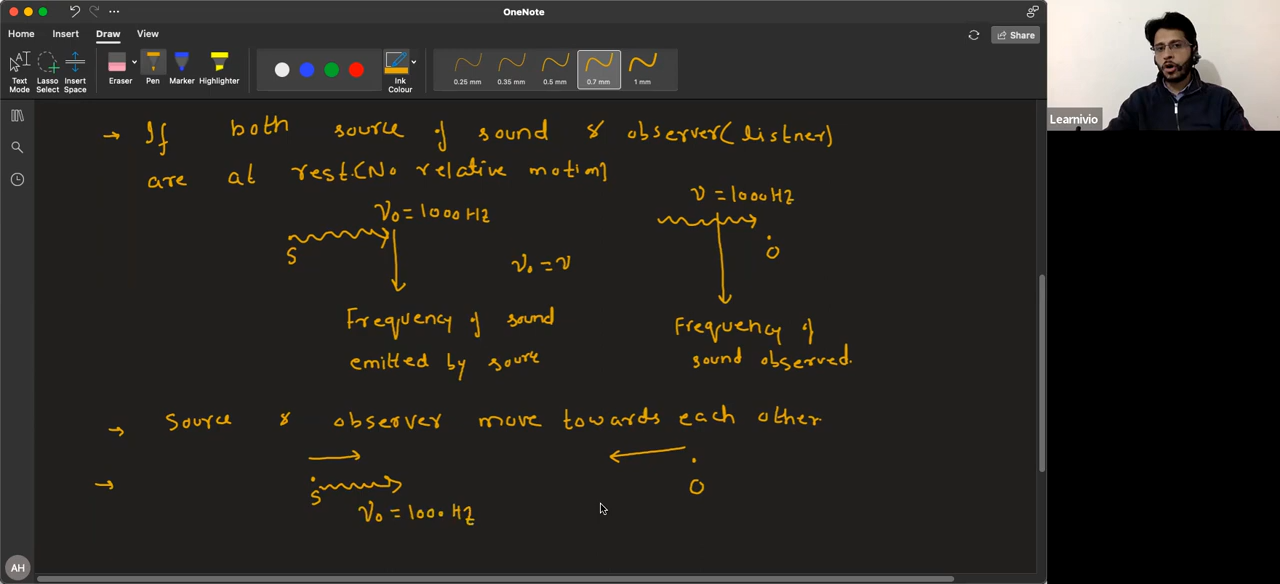 OneNote
Home Insert Draw View
Share
Text Mode
Lasso Select
Insert Space
Eraser
Pen
Marker
Highlighter
Ink Colour
0.25 mm
0.35 mm
0.5 mm
0.7 mm
1 mm
Learnivio
→ If both source of sound & observer(listner)
are at rest.(No relative motion)
ν₀ = 1000 Hz
ν = 1000 Hz
S
O
ν₀ = ν
Frequency of sound
emitted by source
Frequency of
sound observed.
→ Source & observer move towards each other.
→
S
O
ν₀ = 1000 Hz
AH